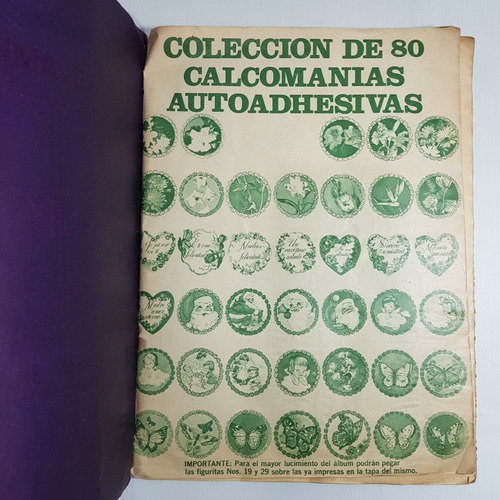 COLECCION DE 80
CALCOMANIAS
AUTOADHESIVAS
IMPORTANTE: Para el mayor lucimiento del álbum podrán pegar
las figuritas Nos. 19 y 29 sobre las ya impresas en la tapa del mismo.